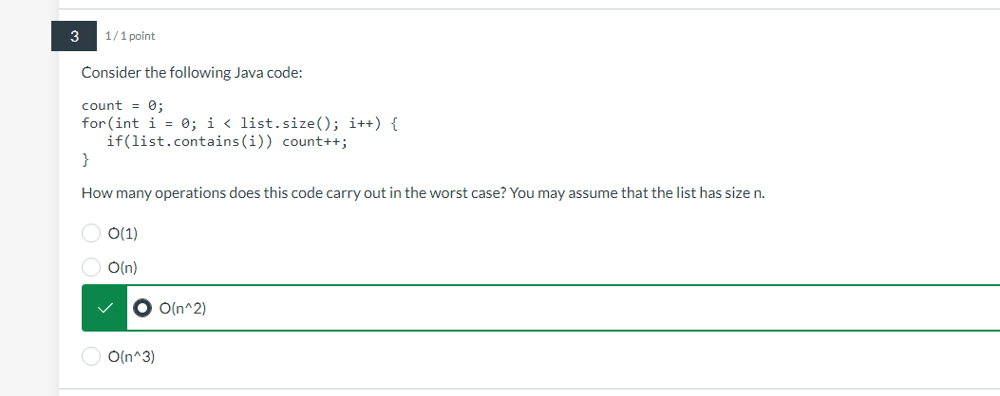 3
1 / 1 point
Consider the following Java code:
count = 0;
for(int i = 0; i < list.size(); i++) {
   if(list.contains(i)) count++;
}
How many operations does this code carry out in the worst case? You may assume that the list has size n.
O(1)
O(n)
O(n^2)
O(n^3)